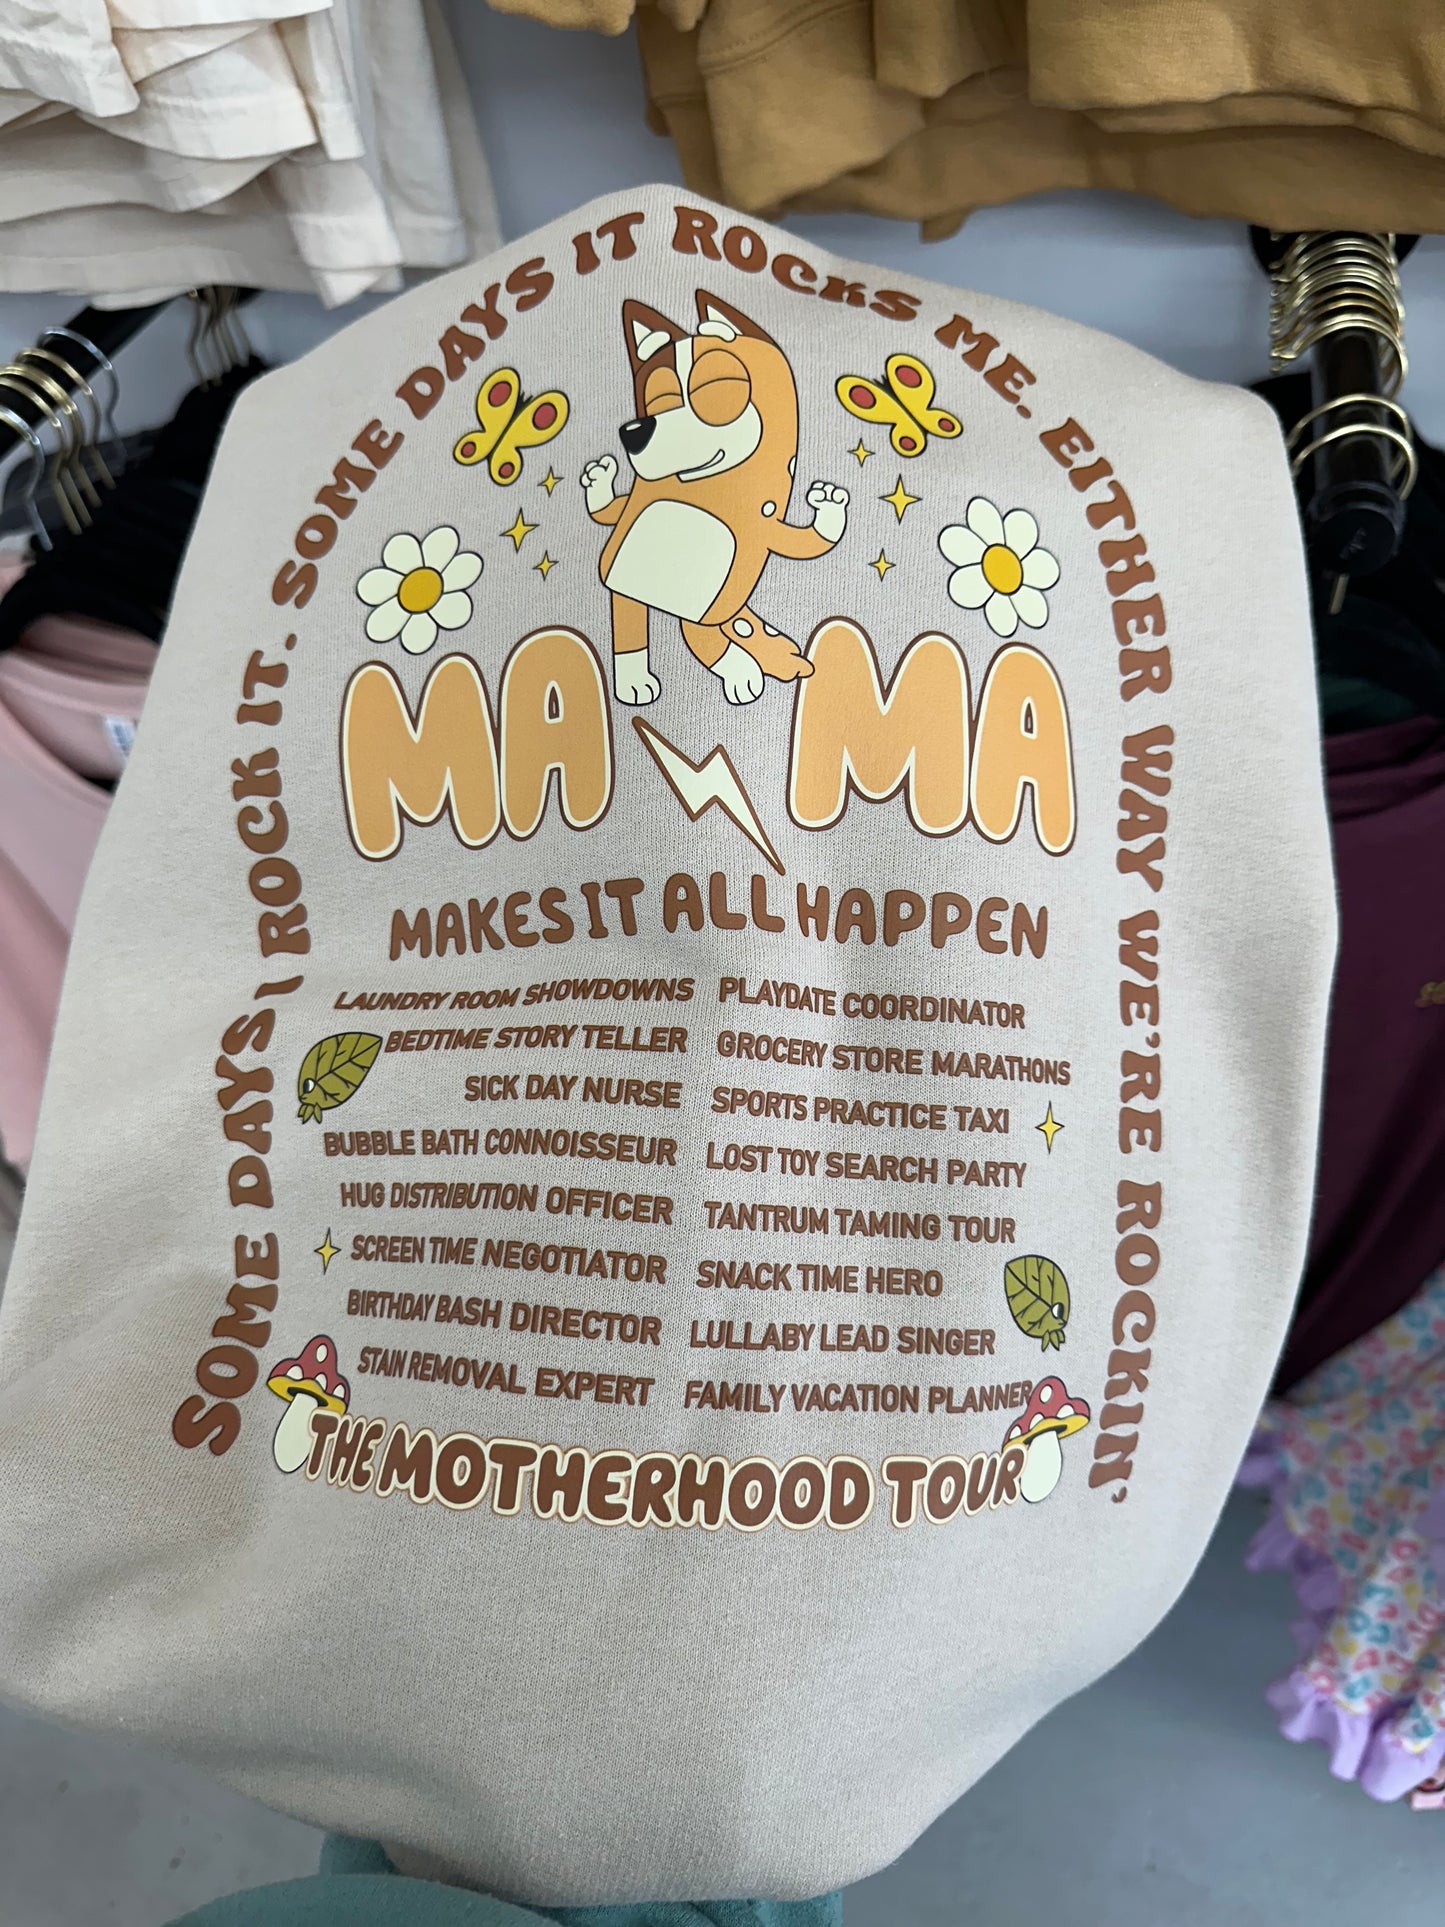 SOME DAYS I ROCK IT. SOME DAYS IT ROCKS ME. EITHER WAY WE'RE ROCKIN'
MAMA
MAKES IT ALL HAPPEN
LAUNDRY ROOM SHOWDOWNS PLAYDATE COORDINATOR
BEDTIME STORY TELLER GROCERY STORE MARATHONS
SICK DAY NURSE SPORTS PRACTICE TAXI
BUBBLE BATH CONNOISSEUR LOST TOY SEARCH PARTY
HUG DISTRIBUTION OFFICER TANTRUM TAMING TOUR
SCREEN TIME NEGOTIATOR SNACK TIME HERO
BIRTHDAY BASH DIRECTOR LULLABY LEAD SINGER
STAIN REMOVAL EXPERT FAMILY VACATION PLANNER
THE MOTHERHOOD TOUR